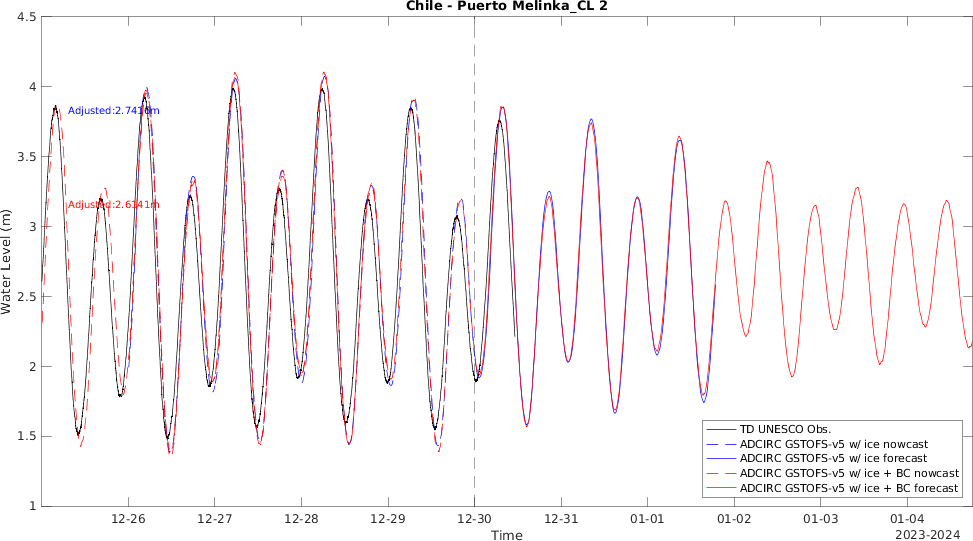 Chile - Puerto Melinka_CL 2
4.5
4
3.5
3
2.5
2
1.5
1
Water Level (m)
Adjusted:2.7416m
Adjusted:2.6141m
TD UNESCO Obs.
ADCIRC GSTOFS-v5 w/ ice nowcast
ADCIRC GSTOFS-v5 w/ ice forecast
ADCIRC GSTOFS-v5 w/ ice + BC nowcast
ADCIRC GSTOFS-v5 w/ ice + BC forecast
12-26 12-27 12-28 12-29 12-30 12-31 01-01 01-02 01-03 01-04
Time
2023-2024